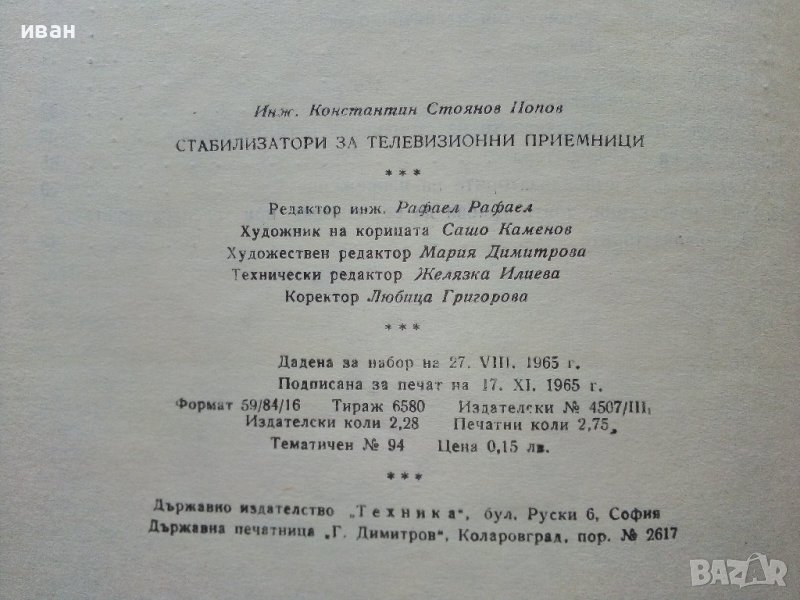 иван
Инж. Константин Стоянов Попов
СТАБИЛИЗАТОРИ ЗА ТЕЛЕВИЗИОННИ ПРИЕМНИЦИ
* * *
Редактор инж. Рафаел Рафаел
Художник на корицата Сашо Каменов
Художествен редактор Мария Димитрова
Технически редактор Желязка Илиева
Коректор Любица Григорова
* * *
Дадена за набор на 27. VIII. 1965 г.
Подписана за печат на 17. XI. 1965 г.
Формат 59/84/16 Тираж 6580 Издателски № 4507/III
Издателски коли 2,28 Печатни коли 2,75
Тематичен № 94 Цена 0,15 лв.
* * *
Държавно издателство „Техника", бул. Руски 6, София
Държавна печатница „Г. Димитров", Коларовград, пор. № 2617
BAZAR